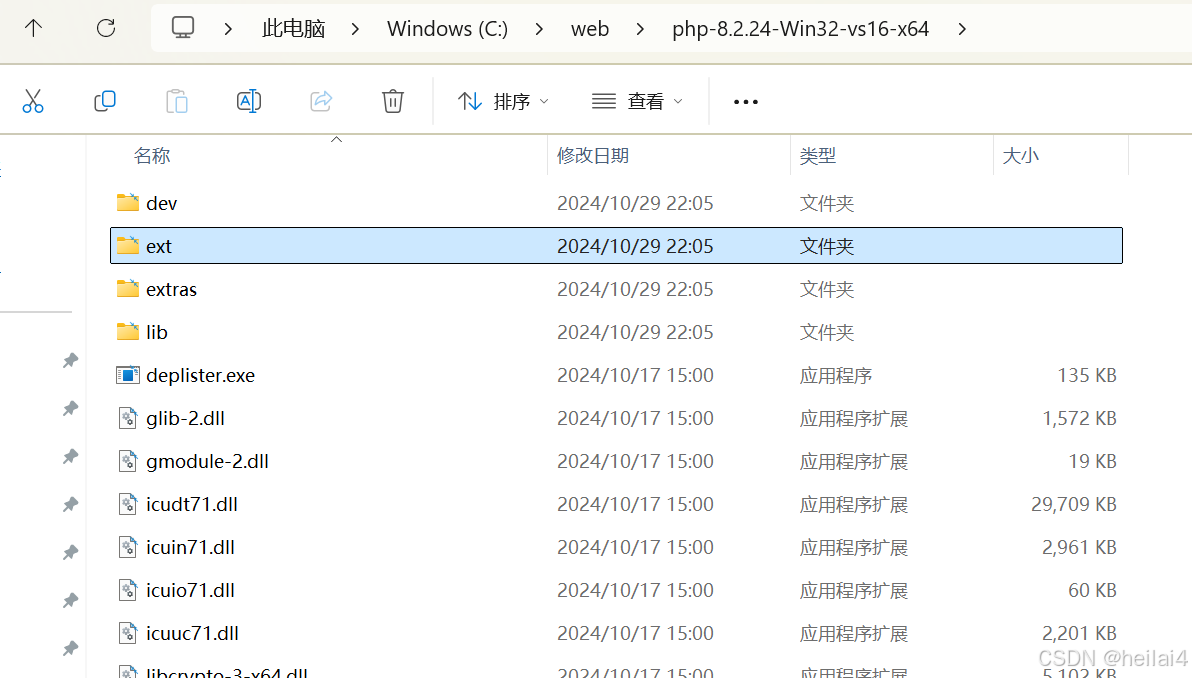 此电脑 Windows (C:) web php-8.2.24-Win32-vs16-x64
排序 查看
名称 修改日期 类型 大小
dev 2024/10/29 22:05 文件夹
ext 2024/10/29 22:05 文件夹
extras 2024/10/29 22:05 文件夹
lib 2024/10/29 22:05 文件夹
deplister.exe 2024/10/17 15:00 应用程序 135 KB
glib-2.dll 2024/10/17 15:00 应用程序扩展 1,572 KB
gmodule-2.dll 2024/10/17 15:00 应用程序扩展 19 KB
icudt71.dll 2024/10/17 15:00 应用程序扩展 29,709 KB
icuin71.dll 2024/10/17 15:00 应用程序扩展 2,961 KB
icuio71.dll 2024/10/17 15:00 应用程序扩展 60 KB
icuuc71.dll 2024/10/17 15:00 应用程序扩展 2,201 KB
libcrypto-3-x64.dll 2024/10/17 15:00 应用程序扩展 5,102 KB
CSDN @heilai4